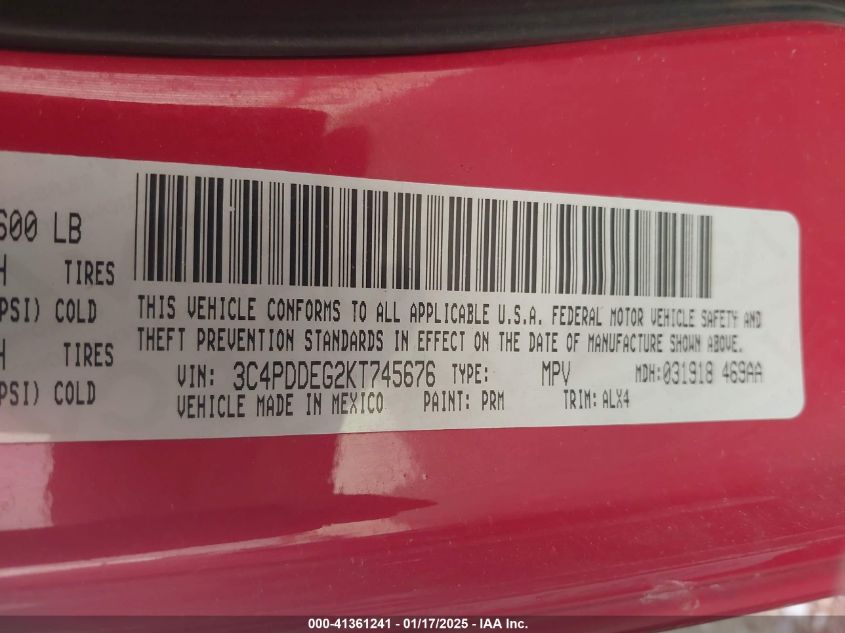 600 LB
TIRES
PSI) COLD
TIRES
PSI) COLD
THIS VEHICLE CONFORMS TO ALL APPLICABLE U.S.A. FEDERAL MOTOR VEHICLE SAFETY AND
THEFT PREVENTION STANDARDS IN EFFECT ON THE DATE OF MANUFACTURE SHOWN ABOVE.
VIN: 3C4PDDEG2KT745676 TYPE: MPV MDH:031918 469AA
VEHICLE MADE IN MEXICO PAINT: PRM TRIM: ALX4
000-41361241 - 01/17/2025 - IAA Inc.